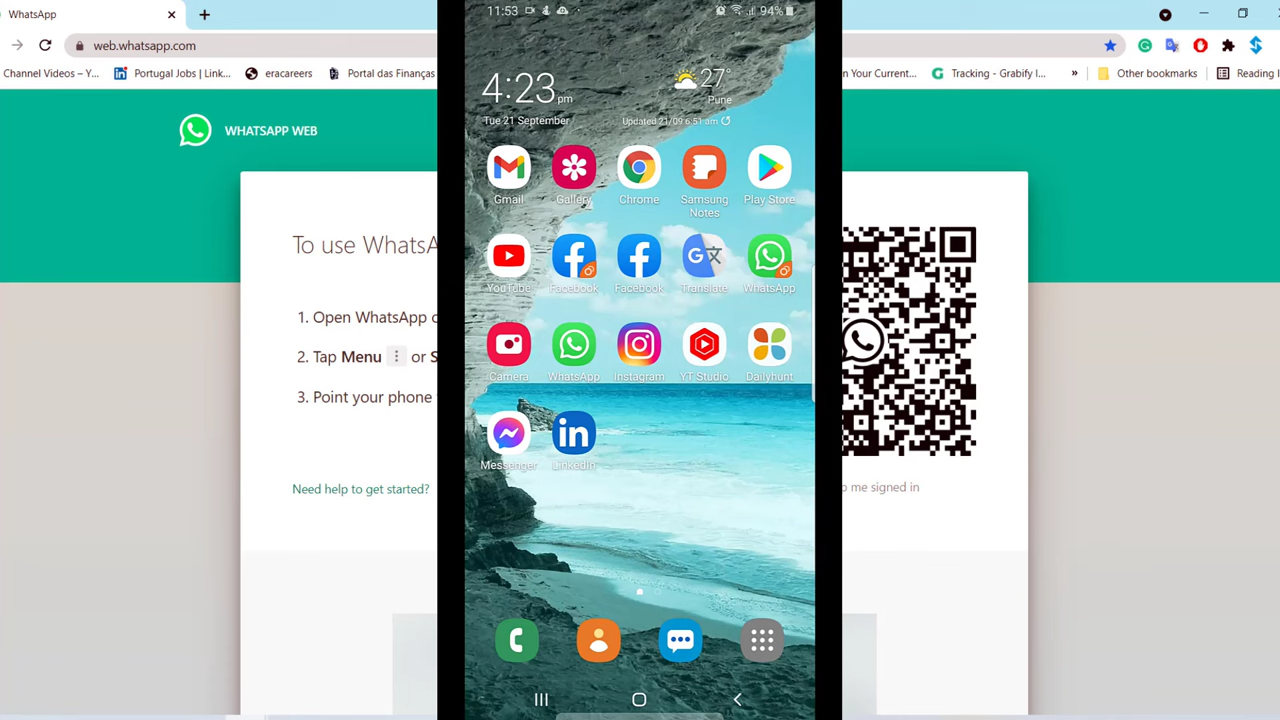 WhatsApp
web.whatsapp.com
Channel Videos – Y...
Portugal Jobs | Link...
eracareers
Portal das Finanças
n Your Current...
Tracking - Grabify I...
»
Other bookmarks
Reading l
WHATSAPP WEB
To use WhatsA
1. Open WhatsApp o
2. Tap Menu or S
3. Point your phone
Need help to get started?
p me signed in
11:53
94%
4:23 pm
Tue 21 September
27°
Pune
Updated 21/09 6:51 am
Gmail
Gallery
Chrome
Samsung Notes
Play Store
YouTube
Facebook
Facebook
Translate
WhatsApp
Camera
WhatsApp
Instagram
YT Studio
Dailyhunt
Messenger
LinkedIn